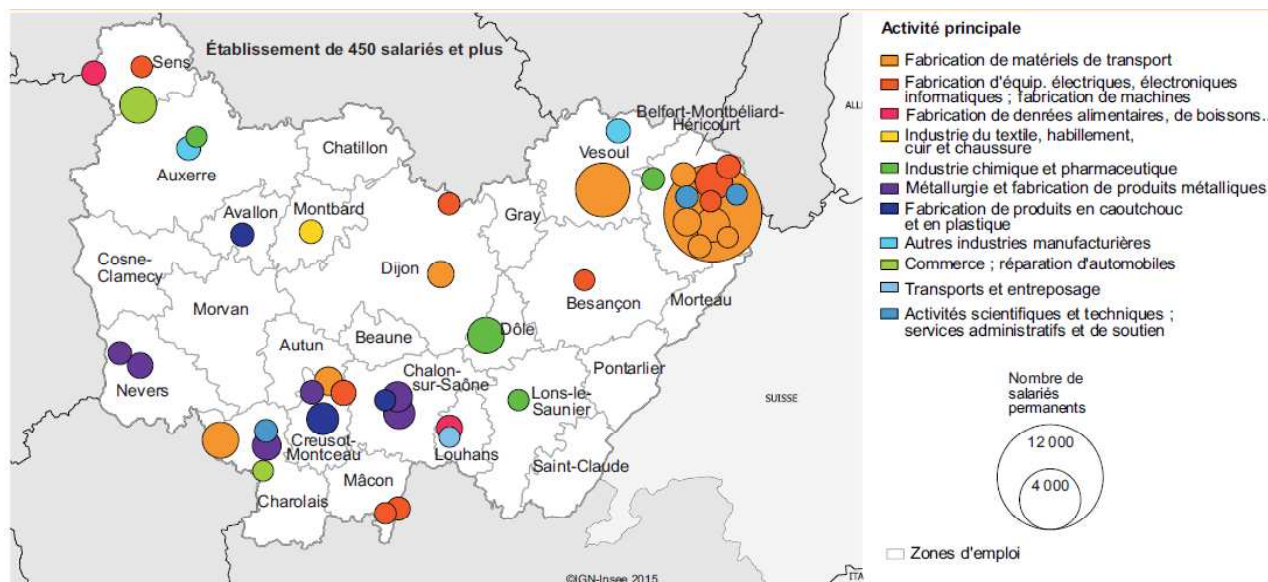 Établissement de 450 salariés et plus
Sens
Auxerre
Chatillon
Avallon
Montbard
Cosne-
Clamecy
Morvan
Nevers
Autun
Beaune
Dijon
Gray
Vesoul
Belfort-Montbéliard-
Héricourt
Besançon
Morteau
Dôle
Pontarlier
Chalon-
sur-Saône
Lons-le-
Saunier
Creusot-
Montceau
Louhans
Saint-Claude
Mâcon
Charolais
ALL
SUISSE
ITA
©IGN-Insee 2015
Activité principale
Fabrication de matériels de transport
Fabrication d'équip. électriques, électroniques
informatiques ; fabrication de machines
Fabrication de denrées alimentaires, de boissons..
Industrie du textile, habillement,
cuir et chaussure
Industrie chimique et pharmaceutique
Métallurgie et fabrication de produits métalliques
Fabrication de produits en caoutchouc
et en plastique
Autres industries manufacturières
Commerce ; réparation d'automobiles
Transports et entreposage
Activités scientifiques et techniques ;
services administratifs et de soutien
Nombre de
salariés
permanents
12 000
4 000
Zones d'emploi